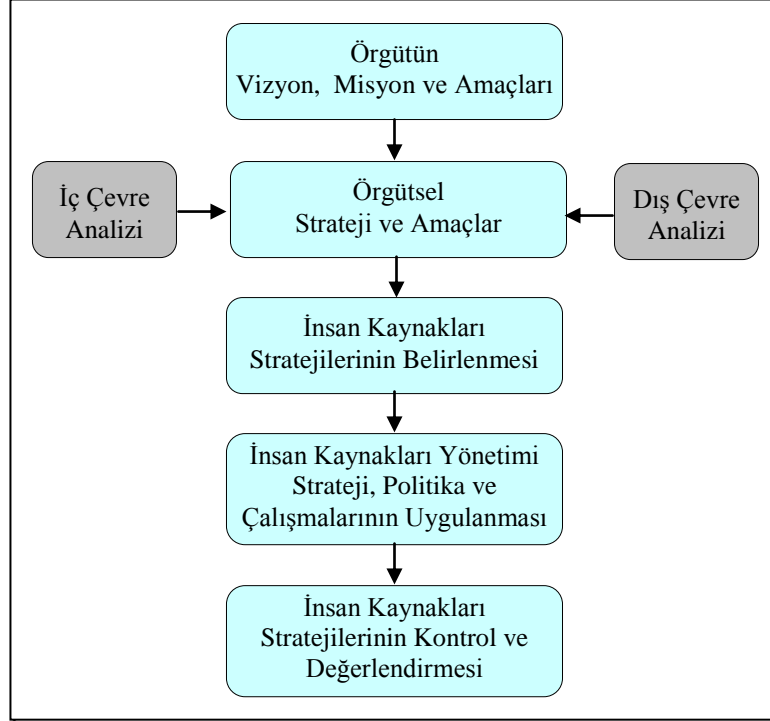 Örgütün
Vizyon, Misyon ve Amaçları
İç Çevre
Analizi
Örgütsel
Strateji ve Amaçlar
Dış Çevre
Analizi
İnsan Kaynakları
Stratejilerinin Belirlenmesi
İnsan Kaynakları Yönetimi
Strateji, Politika ve
Çalışmalarının Uygulanması
İnsan Kaynakları
Stratejilerinin Kontrol ve
Değerlendirmesi